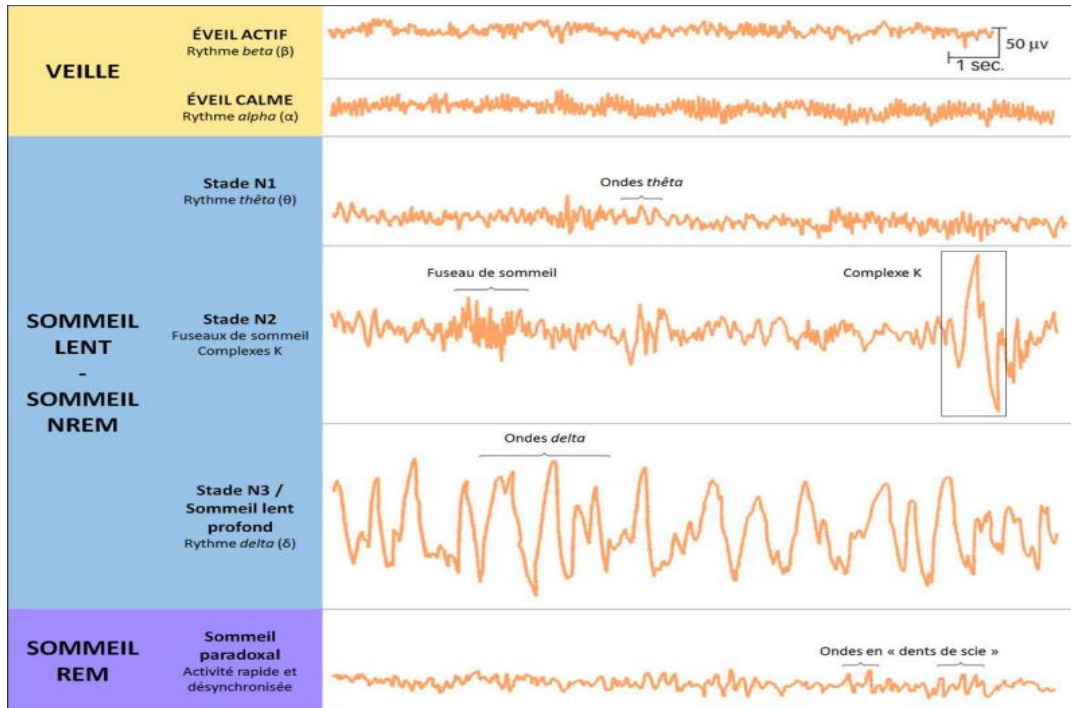 VEILLE
ÉVEIL ACTIF
Rythme beta (β)
50 µv
1 sec.
ÉVEIL CALME
Rythme alpha (α)
SOMMEIL
LENT
-
SOMMEIL
NREM
Stade N1
Rythme thêta (θ)
Ondes thêta
Stade N2
Fuseaux de sommeil
Complexes K
Fuseau de sommeil
Complexe K
Stade N3 /
Sommeil lent
profond
Rythme delta (δ)
Ondes delta
SOMMEIL
REM
Sommeil
paradoxal
Activité rapide et
désynchronisée
Ondes en « dents de scie »